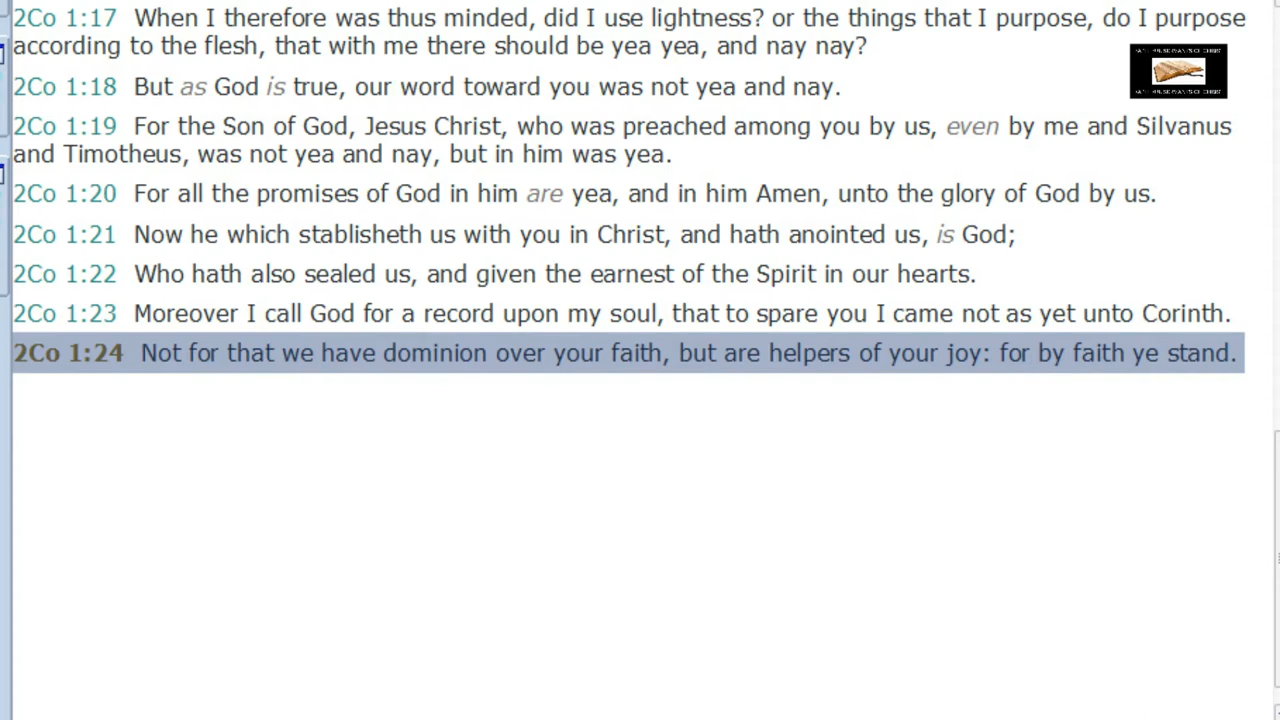 2Co 1:17 When I therefore was thus minded, did I use lightness? or the things that I purpose, do I purpose
according to the flesh, that with me there should be yea yea, and nay nay?
2Co 1:18 But as God is true, our word toward you was not yea and nay.
2Co 1:19 For the Son of God, Jesus Christ, who was preached among you by us, even by me and Silvanus
and Timotheus, was not yea and nay, but in him was yea.
2Co 1:20 For all the promises of God in him are yea, and in him Amen, unto the glory of God by us.
2Co 1:21 Now he which stablisheth us with you in Christ, and hath anointed us, is God;
2Co 1:22 Who hath also sealed us, and given the earnest of the Spirit in our hearts.
2Co 1:23 Moreover I call God for a record upon my soul, that to spare you I came not as yet unto Corinth.
2Co 1:24 Not for that we have dominion over your faith, but are helpers of your joy: for by faith ye stand.